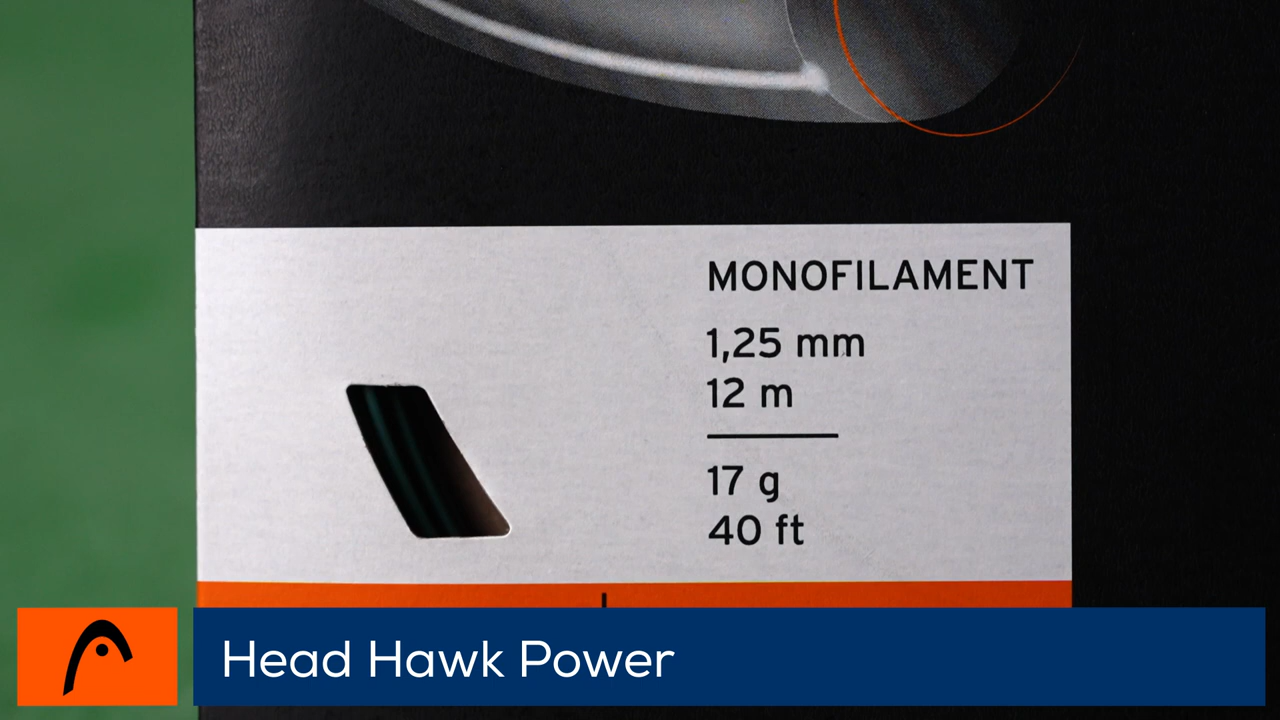 MONOFILAMENT
1,25 mm
12 m
17 g
40 ft
Head Hawk Power